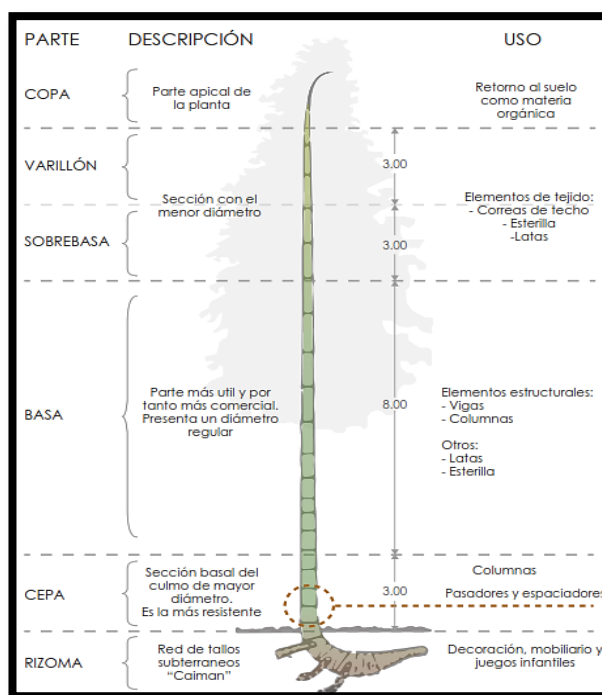 PARTE DESCRIPCIÓN USO
COPA
Parte apical de
la planta
Retorno al suelo
como materia
orgánica
VARILLÓN
3.00
Sección con el
menor diámetro
Elementos de tejido:
- Correas de techo
- Esterilla
-Latas
SOBREBASA
3.00
BASA
Parte más util y por
tanto más comercial.
Presenta un diámetro
regular
8.00
Elementos estructurales:
- Vigas
- Columnas
Otros:
- Latas
- Esterilla
CEPA
Sección basal del
culmo de mayor
diámetro.
Es la más resistente
3.00
Columnas
Pasadores y espaciadores
RIZOMA
Red de tallos
subterraneos
"Caiman"
Decoración, mobiliario y
juegos infantiles